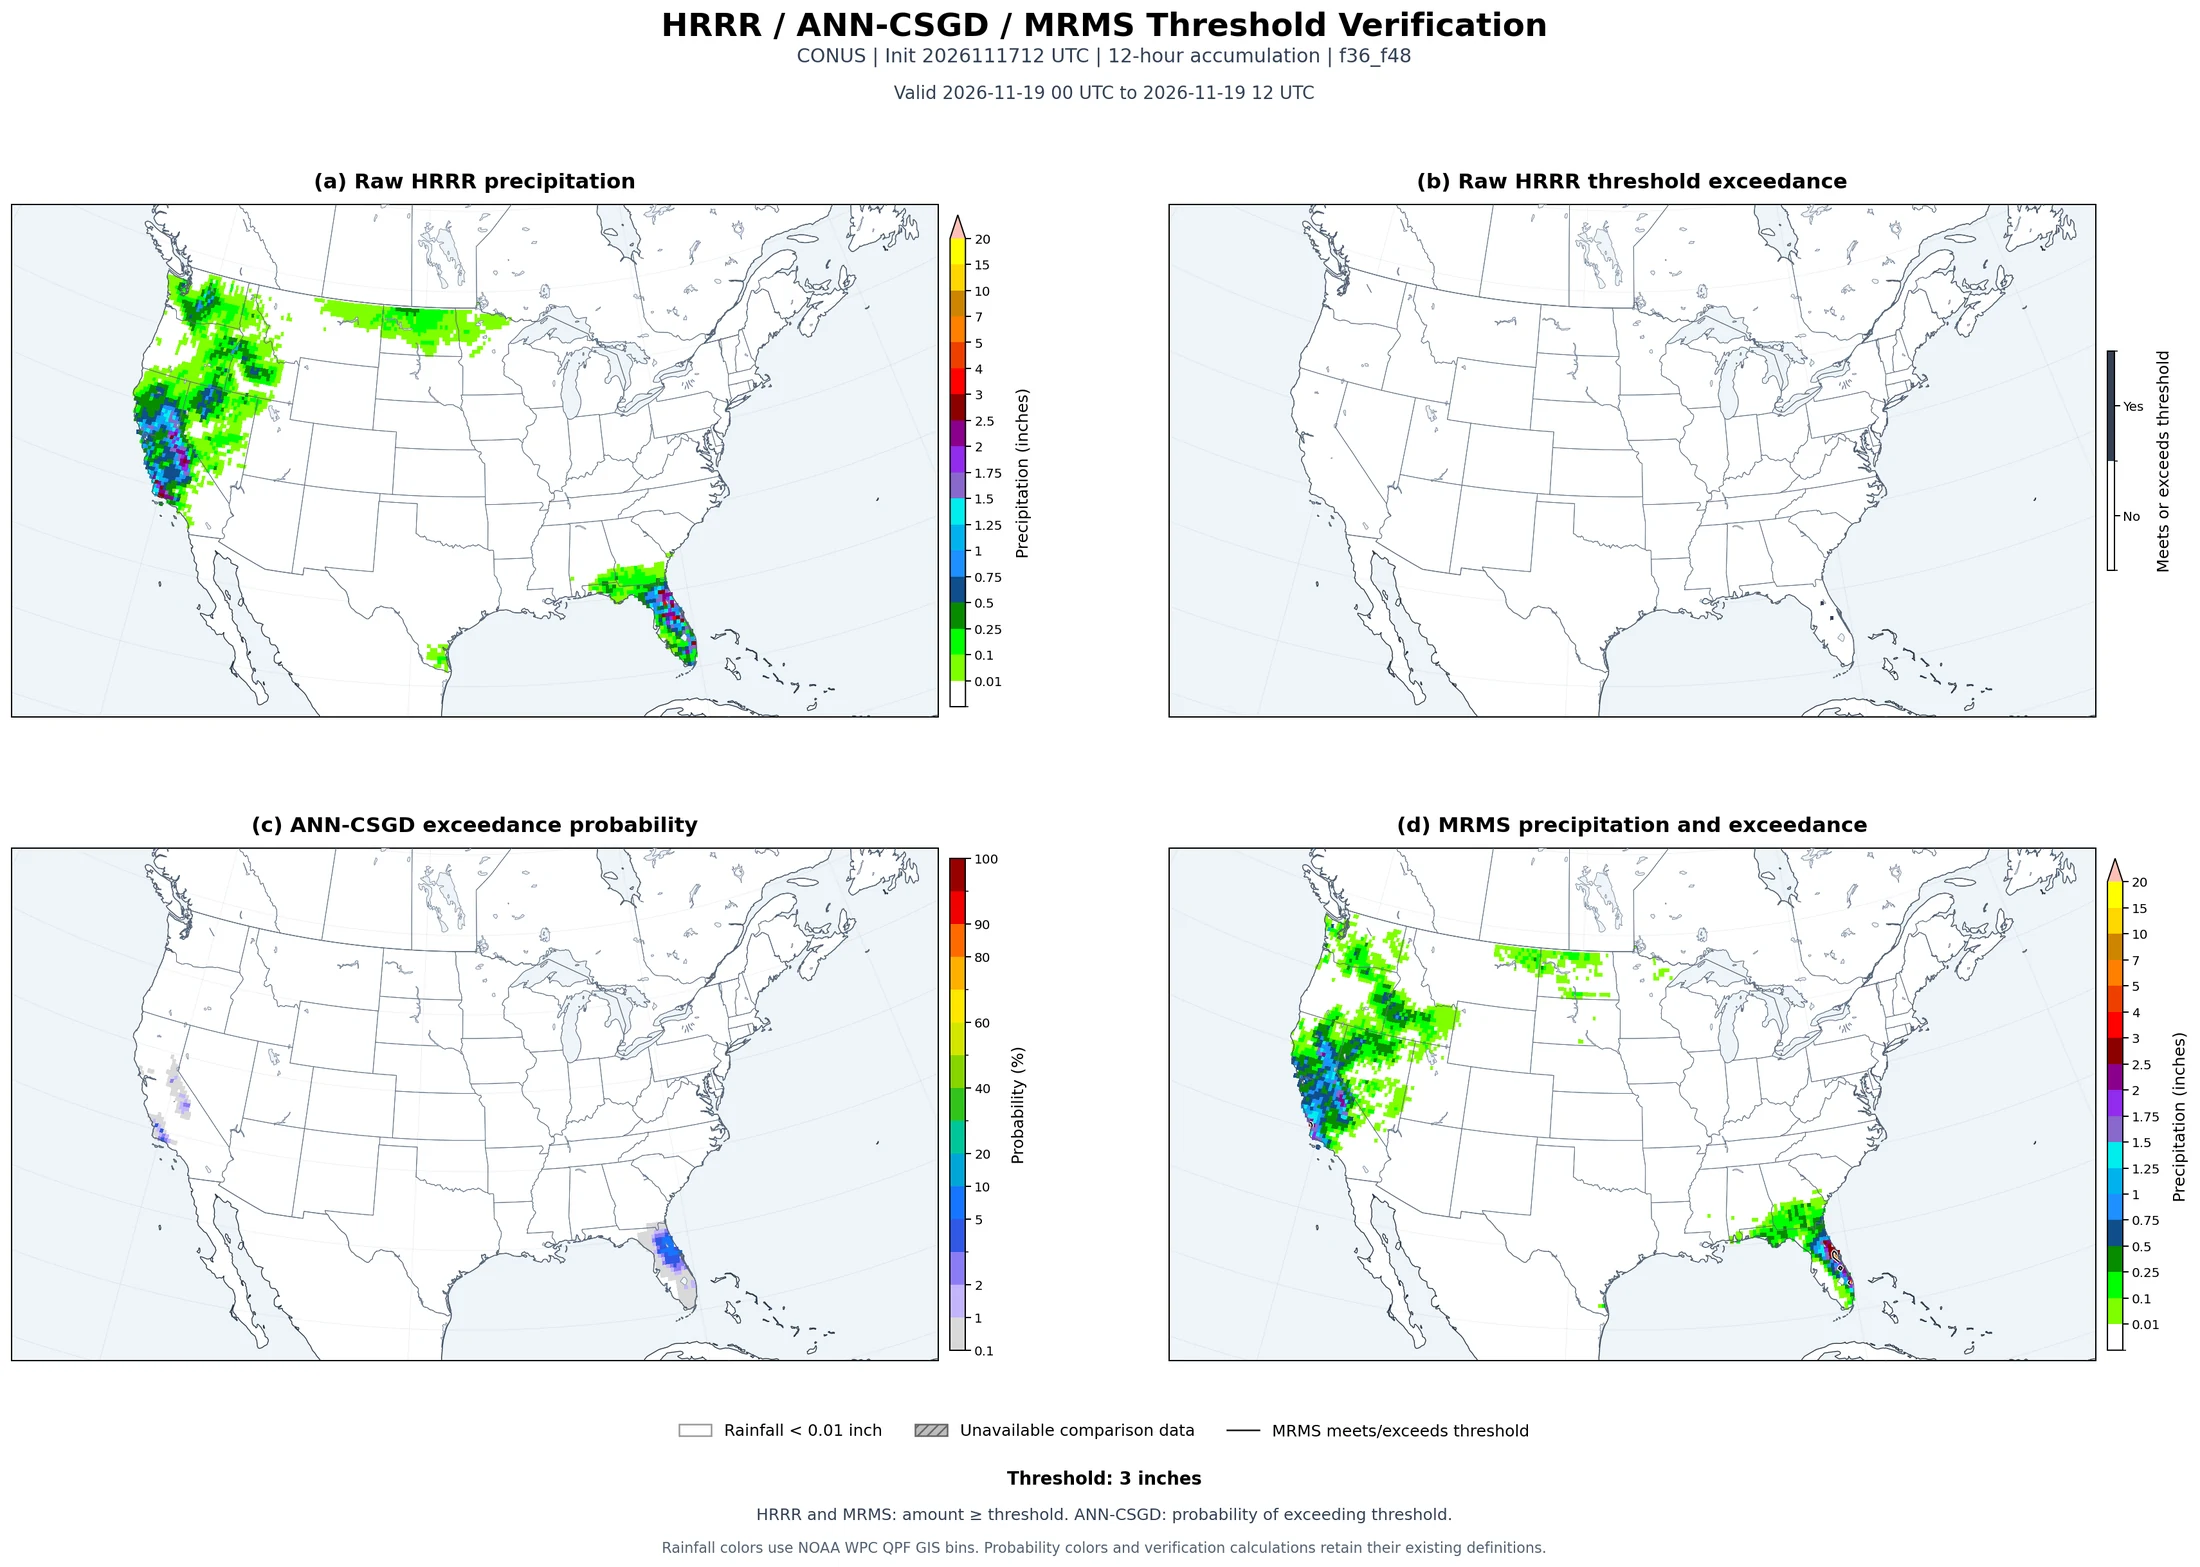 HRRR / ANN-CSGD / MRMS Threshold Verification
CONUS | Init 2026111712 UTC | 12-hour accumulation | f36_f48
Valid 2026-11-19 00 UTC to 2026-11-19 12 UTC
(a) Raw HRRR precipitation
20
15
10
7
5
4
3
2.5
2
1.75
1.5
1.25
1
0.75
0.5
0.25
0.1
0.01
Precipitation (inches)
(b) Raw HRRR threshold exceedance
Yes
No
Meets or exceeds threshold
(c) ANN-CSGD exceedance probability
100
90
80
60
40
20
10
5
2
1
0.1
Probability (%)
(d) MRMS precipitation and exceedance
20
15
10
7
5
4
3
2.5
2
1.75
1.5
1.25
1
0.75
0.5
0.25
0.1
0.01
Precipitation (inches)
Rainfall < 0.01 inch
Unavailable comparison data
MRMS meets/exceeds threshold
Threshold: 3 inches
HRRR and MRMS: amount ≥ threshold. ANN-CSGD: probability of exceeding threshold.
Rainfall colors use NOAA WPC QPF GIS bins. Probability colors and verification calculations retain their existing definitions.